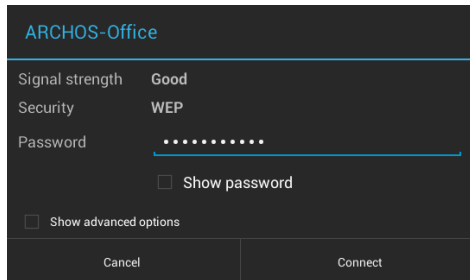 ARCHOS-Office
Signal strength Good
Security WEP
Password •••••••••••
Show password
Show advanced options
Cancel Connect